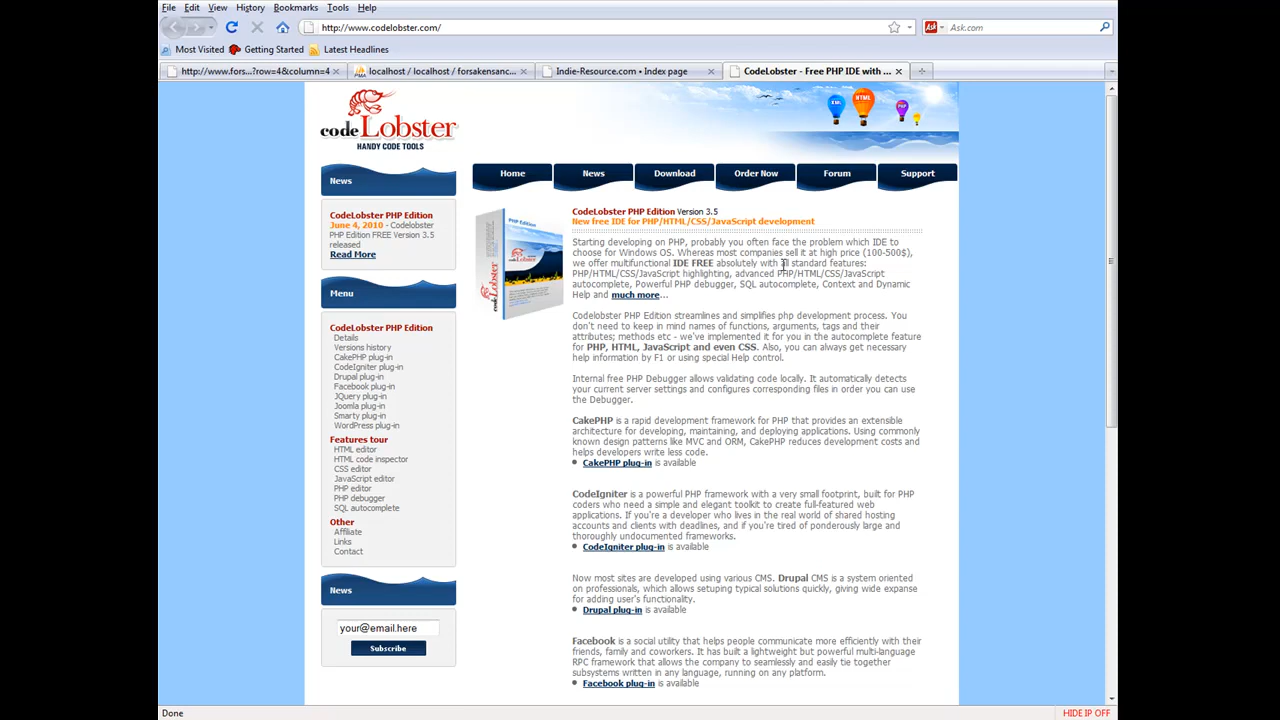 File Edit View History Bookmarks Tools Help
http://www.codelobster.com/
Ask Ask.com
Most Visited Getting Started Latest Headlines
http://www.fors...?row=4&column=4
PMA localhost / localhost / forsakensanc...
Indie-Resource.com • Index page
CodeLobster - Free PHP IDE with ...
code Lobster
HANDY CODE TOOLS
XML HTML PHP
Home News Download Order Now Forum Support
News
CodeLobster PHP Edition
June 4, 2010 - Codelobster
PHP Edition FREE Version 3.5
released
Read More
Menu
CodeLobster PHP Edition
Details
Versions history
CakePHP plug-in
CodeIgniter plug-in
Drupal plug-in
Facebook plug-in
JQuery plug-in
Joomla plug-in
Smarty plug-in
WordPress plug-in
Features tour
HTML editor
HTML code inspector
CSS editor
JavaScript editor
PHP editor
PHP debugger
SQL autocomplete
Other
Affiliate
Links
Contact
News
your@email.here
Subscribe
PHP Edition
codeLobster
CodeLobster PHP Edition Version 3.5
New free IDE for PHP/HTML/CSS/JavaScript development
Starting developing on PHP, probably you often face the problem which IDE to
choose for Windows OS. Whereas most companies sell it at high price (100-500$),
we offer multifunctional IDE FREE absolutely with all standard features:
PHP/HTML/CSS/JavaScript highlighting, advanced PHP/HTML/CSS/JavaScript
autocomplete, Powerful PHP debugger, SQL autocomplete, Context and Dynamic
Help and much more...
Codelobster PHP Edition streamlines and simplifies php development process. You
don't need to keep in mind names of functions, arguments, tags and their
attributes; methods etc - we've implemented it for you in the autocomplete feature
for PHP, HTML, JavaScript and even CSS. Also, you can always get necessary
help information by F1 or using special Help control.
Internal free PHP Debugger allows validating code locally. It automatically detects
your current server settings and configures corresponding files in order you can use
the Debugger.
CakePHP is a rapid development framework for PHP that provides an extensible
architecture for developing, maintaining, and deploying applications. Using commonly
known design patterns like MVC and ORM, CakePHP reduces development costs and
helps developers write less code.
• CakePHP plug-in is available
CodeIgniter is a powerful PHP framework with a very small footprint, built for PHP
coders who need a simple and elegant toolkit to create full-featured web
applications. If you're a developer who lives in the real world of shared hosting
accounts and clients with deadlines, and if you're tired of ponderously large and
thoroughly undocumented frameworks.
• CodeIgniter plug-in is available
Now most sites are developed using various CMS. Drupal CMS is a system oriented
on professionals, which allows setuping typical solutions quickly, giving wide expanse
for adding user's functionality.
• Drupal plug-in is available
Facebook is a social utility that helps people communicate more efficiently with their
friends, family and coworkers. It has built a lightweight but powerful multi-language
RPC framework that allows the company to seamlessly and easily tie together
subsystems written in any language, running on any platform.
• Facebook plug-in is available
Done
HIDE IP OFF